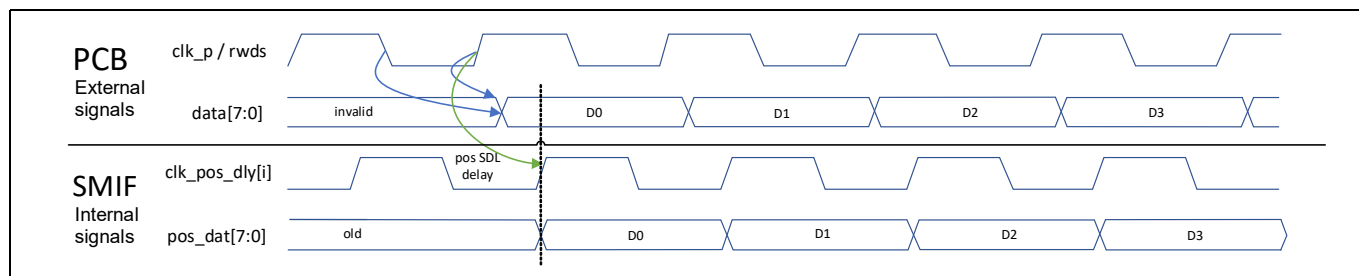 PCB
External
signals
clk_p / rwds
data[7:0]
invalid
D0
D1
D2
D3
SMIF
Internal
signals
clk_pos_dly[i]
pos SDL
delay
pos_dat[7:0]
old
D0
D1
D2
D3